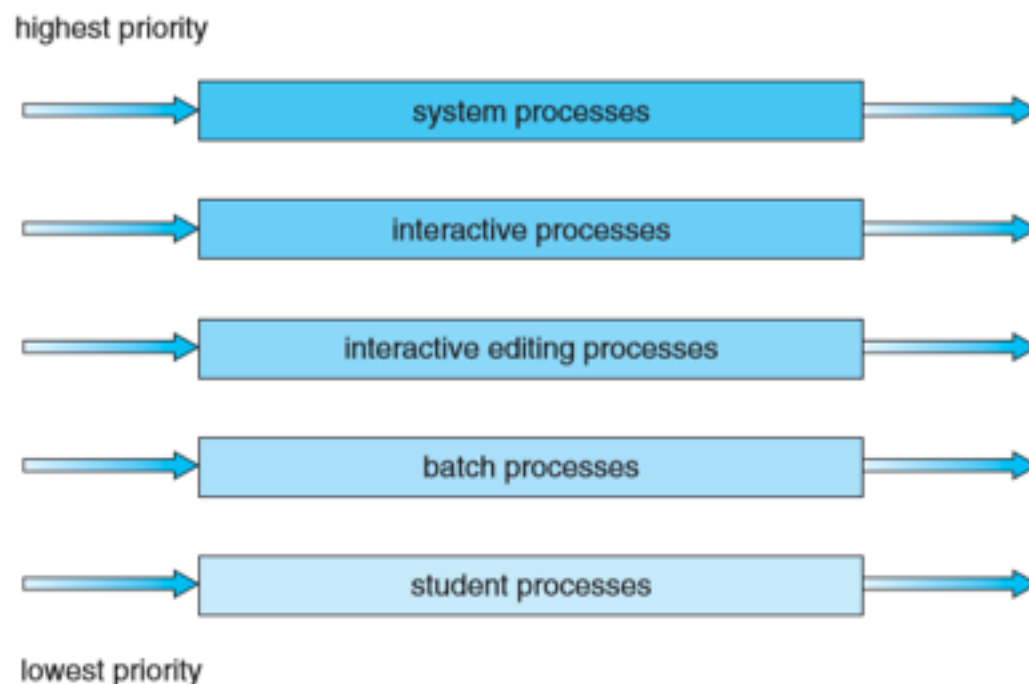 highest priority
system processes
interactive processes
interactive editing processes
batch processes
student processes
lowest priority